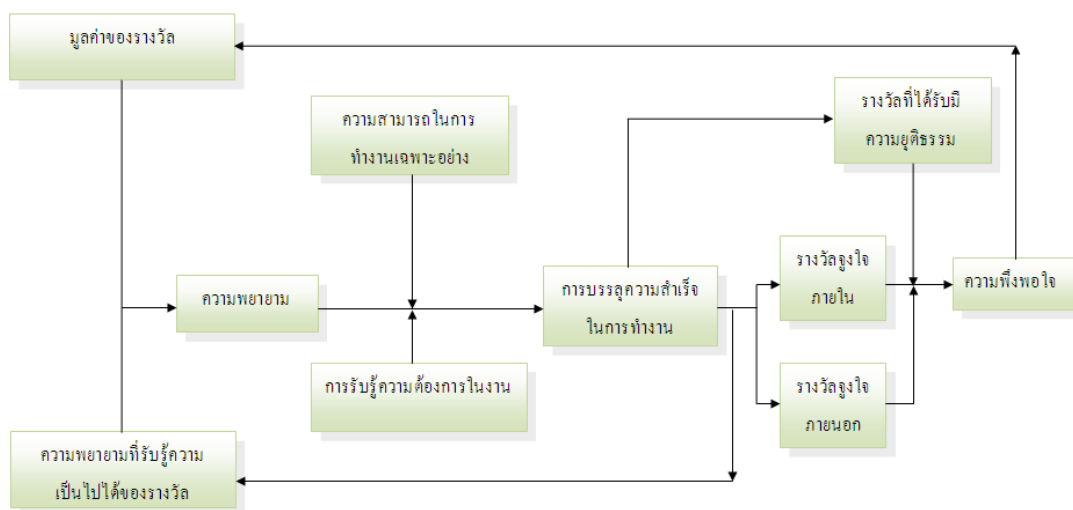 มูลค่าของรางวัล
ความสามารถในการ
ทำงานเฉพาะอย่าง
รางวัลที่ได้รับมี
ความยุติธรรม
ความพยายาม
การบรรลุความสำเร็จ
ในการทำงาน
รางวัลจูงใจ
ภายใน
ความพึงพอใจ
การรับรู้ความต้องการในงาน
รางวัลจูงใจ
ภายนอก
ความพยายามที่รับรู้ความ
เป็นไปได้ของรางวัล